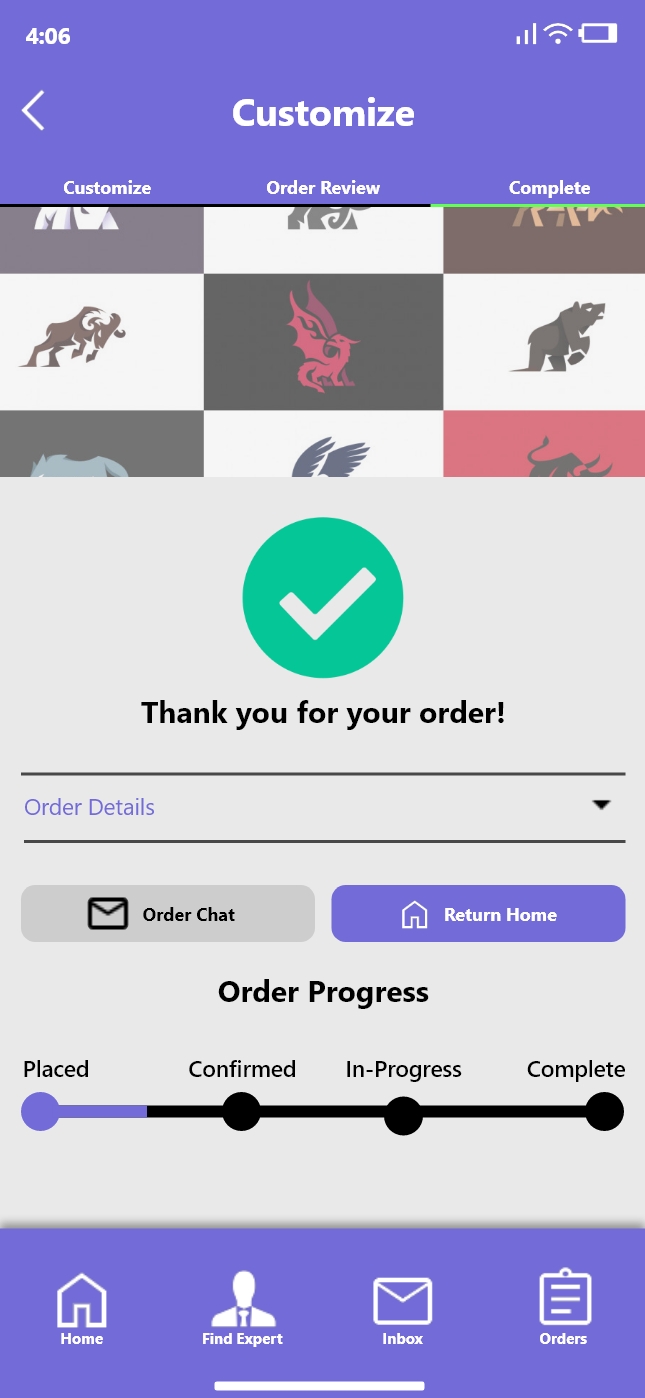 4:06
Customize
Customize Order Review Complete
Thank you for your order!
Order Details
Order Chat Return Home
Order Progress
Placed Confirmed In-Progress Complete
Home Find Expert Inbox Orders